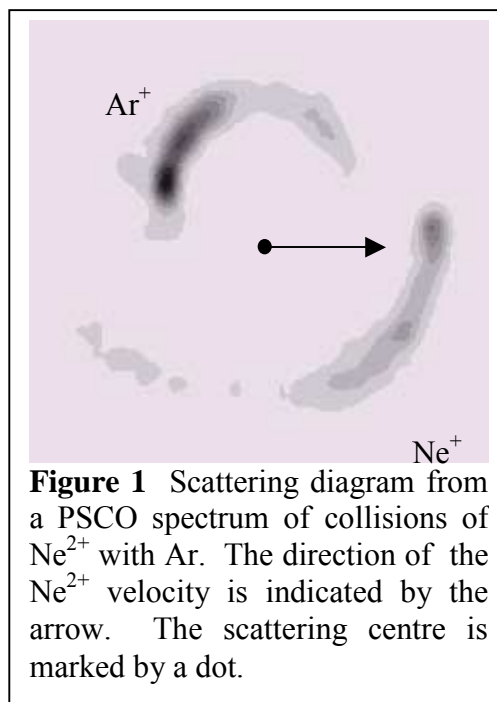 Ar⁺
Ne⁺
Figure 1 Scattering diagram from
a PSCO spectrum of collisions of
Ne²⁺ with Ar. The direction of the
Ne²⁺ velocity is indicated by the
arrow. The scattering centre is
marked by a dot.